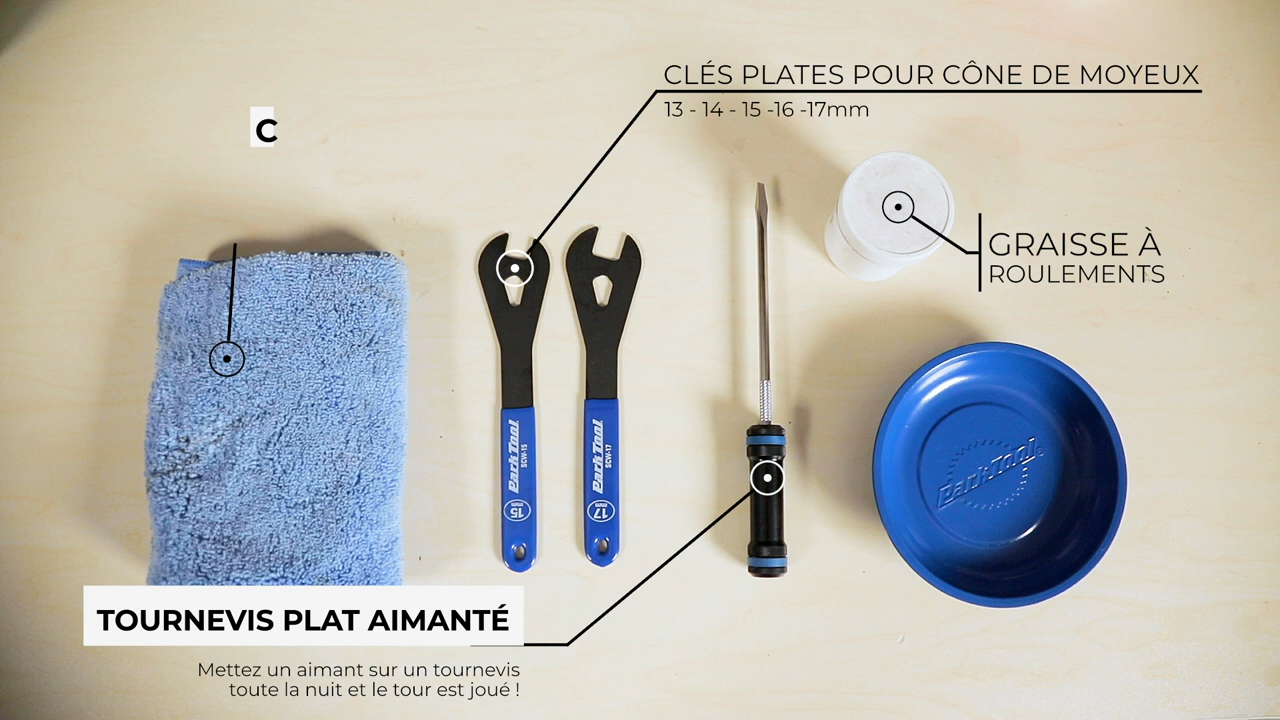 CLÉS PLATES POUR CÔNE DE MOYEUX
13 - 14 - 15 -16 -17mm
C
GRAISSE À
ROULEMENTS
Park Tool SCW-15
15
mm
Park Tool SCW-17
17
mm
Park Tool
TOURNEVIS PLAT AIMANTÉ
Mettez un aimant sur un tournevis
toute la nuit et le tour est joué !